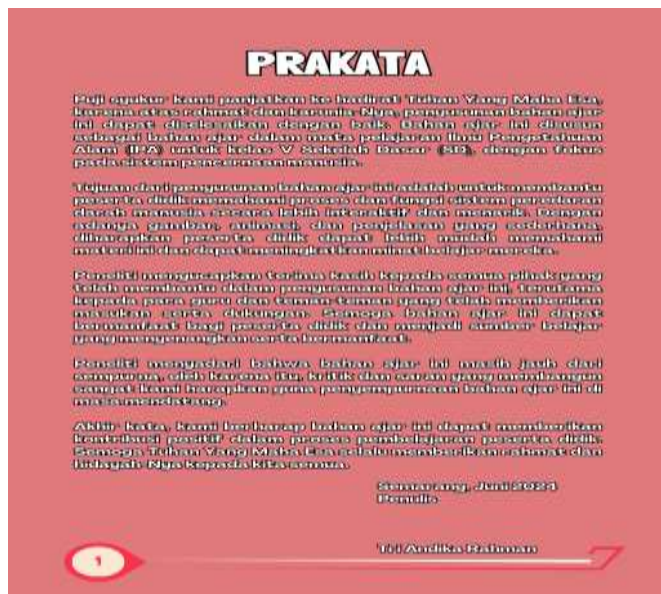 PRAKATA
Puji syukur kami panjatkan ke hadirat Tuhan Yang Maha Esa,
karena atas rahmat dan karunia-Nya, penyusunan bahan ajar
ini dapat diselesaikan dengan baik. Bahan ajar ini disusun
sebagai bahan ajar dalam mata pelajaran Ilmu Pengetahuan
Alam (IPA) untuk kelas V Sekolah Dasar (SD), dengan fokus
pada sistem pencernaan manusia.
Tujuan dari penyusunan bahan ajar ini adalah untuk membantu
peserta didik memahami proses dan fungsi sistem peredaran
darah manusia secara lebih interaktif dan menarik. Dengan
adanya gambar, animasi, dan penjelasan yang sederhana,
diharapkan peserta didik dapat lebih mudah memahami
materi ini dan dapat meningkatkan minat belajar mereka.
Peneliti mengucapkan terima kasih kepada semua pihak yang
telah membantu dalam penyusunan bahan ajar ini, terutama
kepada para guru dan teman-teman yang telah memberikan
masukan serta dukungan. Semoga bahan ajar ini dapat
bermanfaat bagi peserta didik dan menjadi sumber belajar
yang menyenangkan serta bermanfaat.
Peneliti menyadari bahwa bahan ajar ini masih jauh dari
sempurna, oleh karena itu, kritik dan saran yang membangun
sangat kami harapkan guna penyempurnaan bahan ajar ini di
masa mendatang.
Akhir kata, kami berharap bahan ajar ini dapat memberikan
kontribusi positif dalam proses pembelajaran peserta didik.
Semoga Tuhan Yang Maha Esa selalu memberikan rahmat dan
hidayah-Nya kepada kita semua.
Semarang, Juni 2024
Penulis
Tri Andika Rahman
1